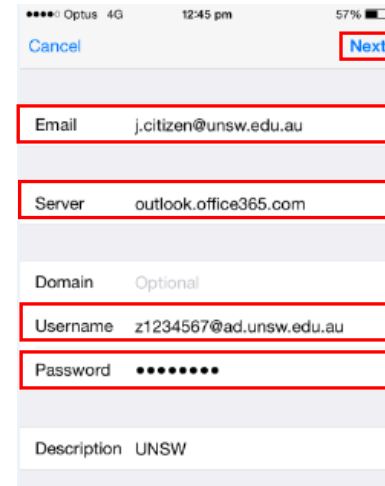 Optus 4G 12:45 pm 57%
Cancel Next
Email j.citizen@unsw.edu.au
Server outlook.office365.com
Domain Optional
Username z1234567@ad.unsw.edu.au
Password ●●●●●●●●
Description UNSW